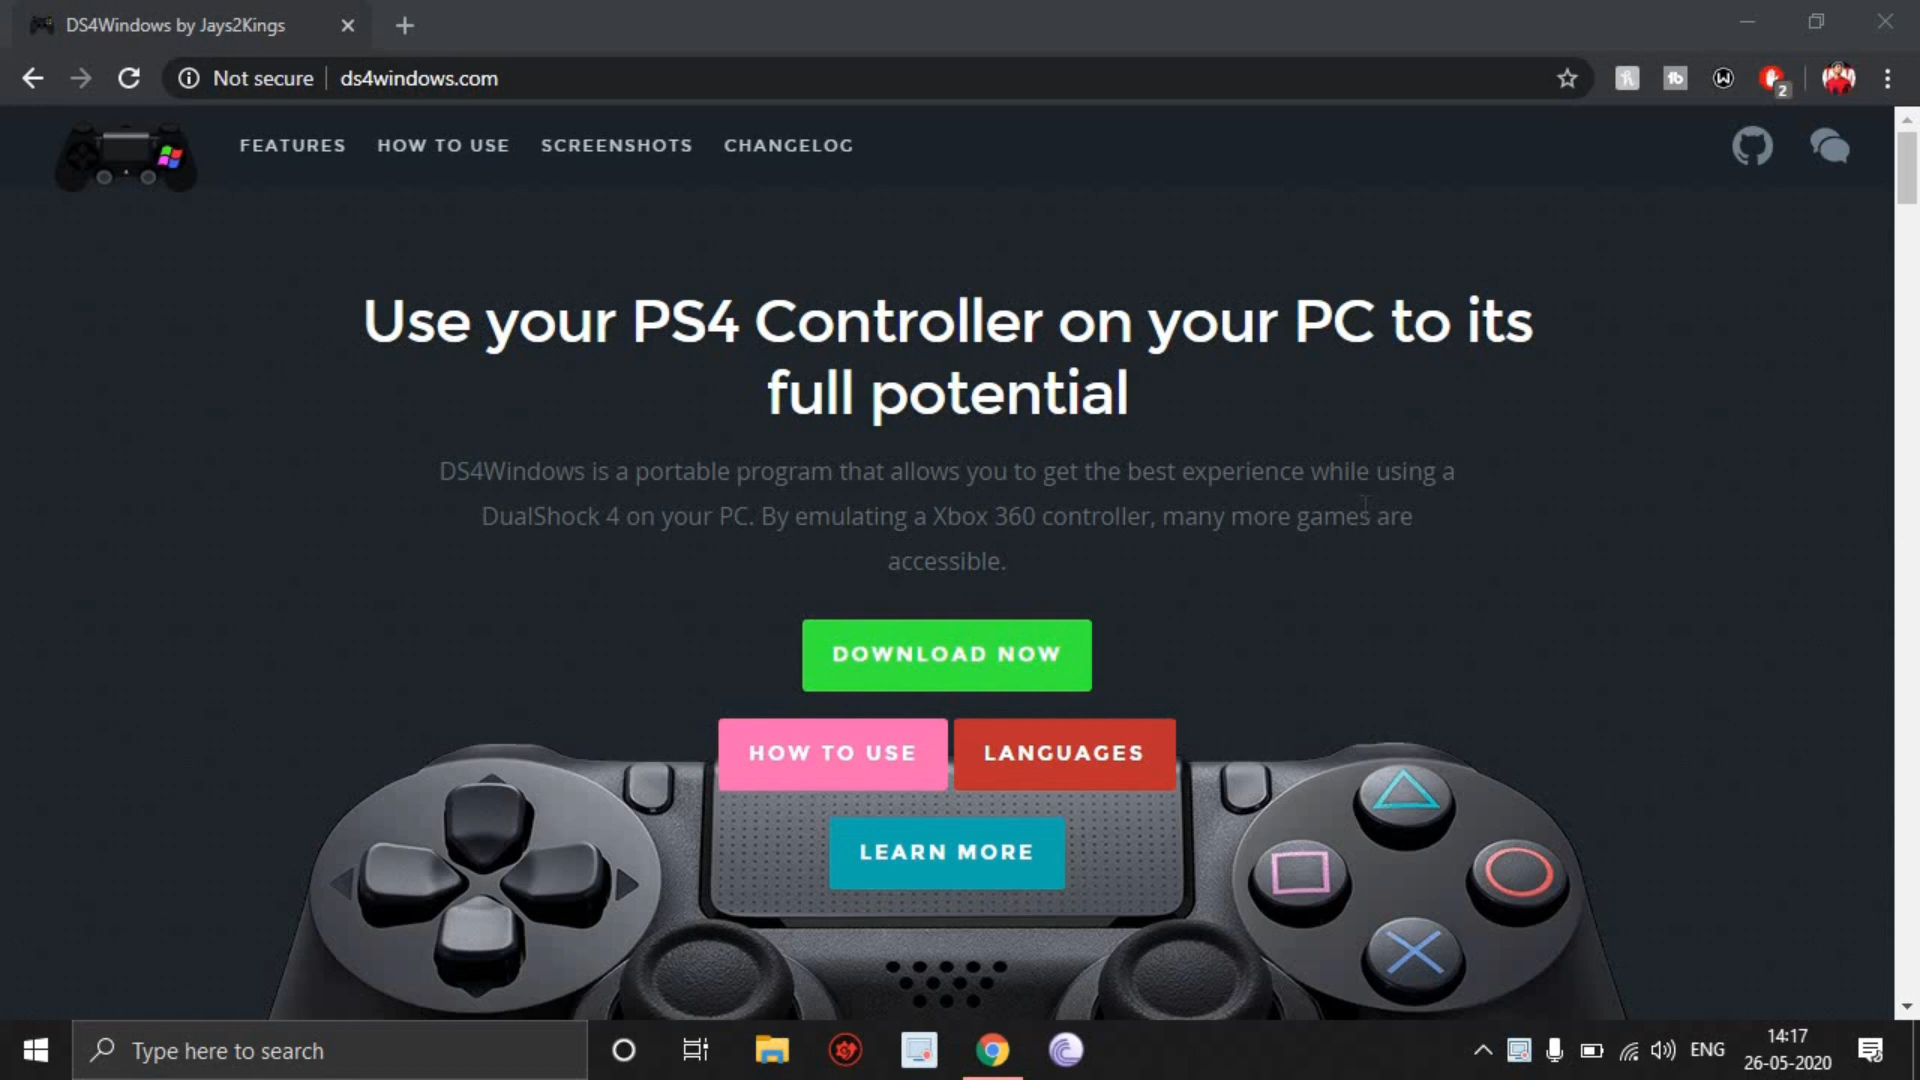 DS4Windows by Jays2Kings
Not secure
ds4windows.com
2
FEATURES
HOW TO USE
SCREENSHOTS
CHANGELOG
Use your PS4 Controller on your PC to its
full potential
DS4Windows is a portable program that allows you to get the best experience while using a
DualShock 4 on your PC. By emulating a Xbox 360 controller, many more games are
accessible.
DOWNLOAD NOW
HOW TO USE
LANGUAGES
LEARN MORE
Type here to search
ENG
14:17
26-05-2020